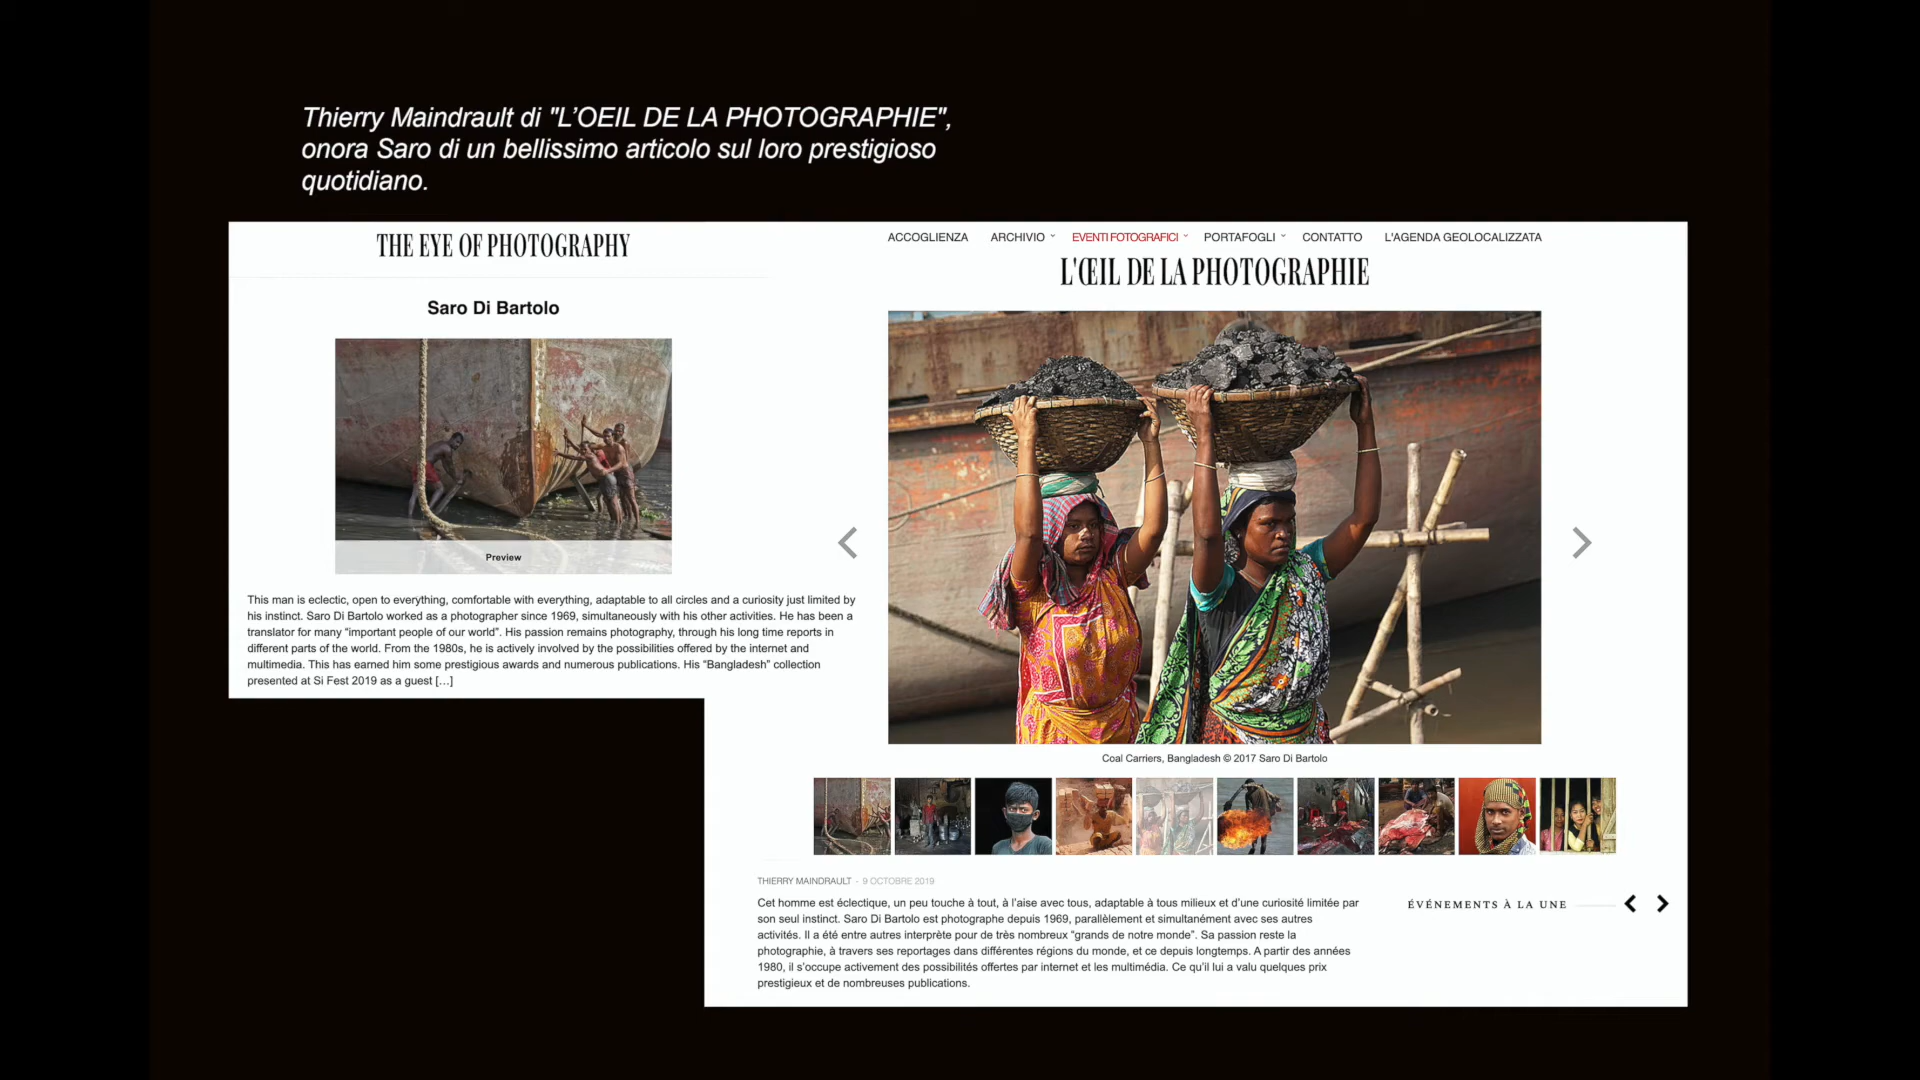 Thierry Maindrault di "L’OEIL DE LA PHOTOGRAPHIE",
onora Saro di un bellissimo articolo sul loro prestigioso
quotidiano.
THE EYE OF PHOTOGRAPHY
Saro Di Bartolo
Preview
This man is eclectic, open to everything, comfortable with everything, adaptable to all circles and a curiosity just limited by
his instinct. Saro Di Bartolo worked as a photographer since 1969, simultaneously with his other activities. He has been a
translator for many “important people of our world”. His passion remains photography, through his long time reports in
different parts of the world. From the 1980s, he is actively involved by the possibilities offered by the internet and
multimedia. This has earned him some prestigious awards and numerous publications. His “Bangladesh” collection
presented at Si Fest 2019 as a guest […]
ACCOGLIENZA ARCHIVIO EVENTI FOTOGRAFICI PORTAFOGLI CONTATTO L'AGENDA GEOLOCALIZZATA
L'ŒIL DE LA PHOTOGRAPHIE
Coal Carriers, Bangladesh © 2017 Saro Di Bartolo
THIERRY MAINDRAULT - 9 OCTOBRE 2019
Cet homme est éclectique, un peu touche à tout, à l’aise avec tous, adaptable à tous milieux et d’une curiosité limitée par
son seul instinct. Saro Di Bartolo est photographe depuis 1969, parallèlement et simultanément avec ses autres
activités. Il a été entre autres interprète pour de très nombreux “grands de notre monde”. Sa passion reste la
photographie, à travers ses reportages dans différentes régions du monde, et ce depuis longtemps. A partir des années
1980, il s’occupe activement des possibilités offertes par internet et les multimédia. Ce qu’il lui a valu quelques prix
prestigieux et de nombreuses publications.
ÉVÉNEMENTS À LA UNE